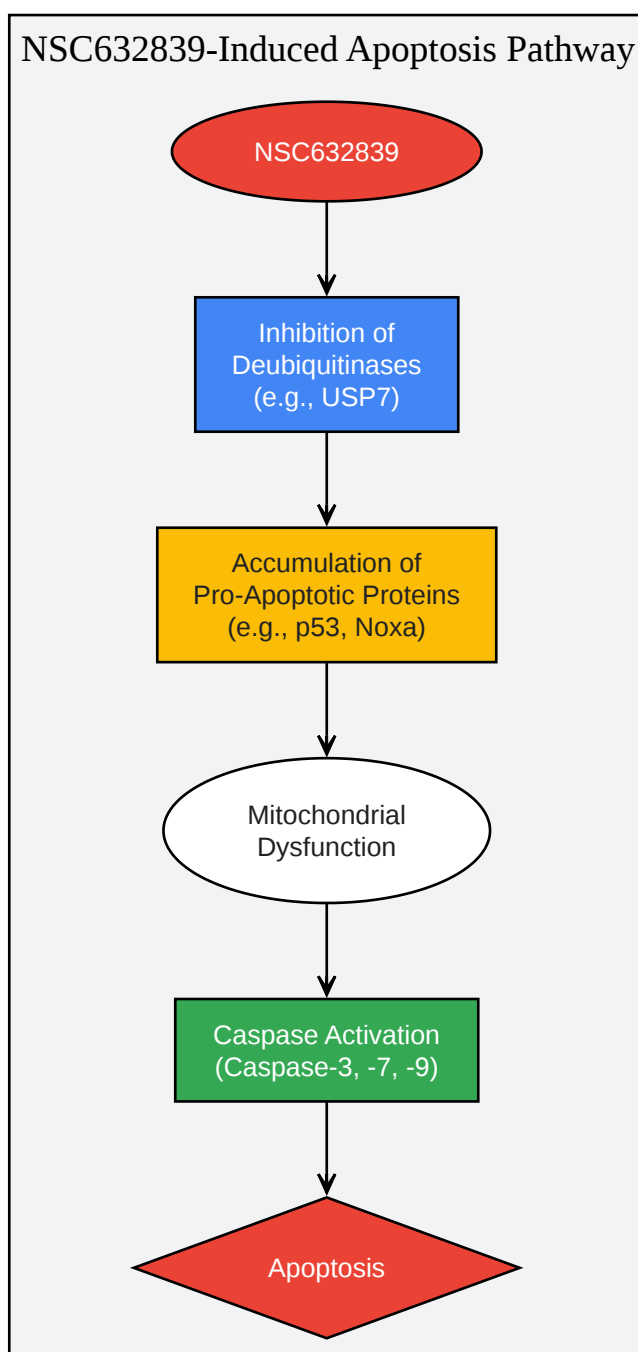 NSC632839-Induced Apoptosis Pathway
NSC632839
Inhibition of
Deubiquitinases
(e.g., USP7)
Accumulation of
Pro-Apoptotic Proteins
(e.g., p53, Noxa)
Mitochondrial
Dysfunction
Caspase Activation
(Caspase-3, -7, -9)
Apoptosis